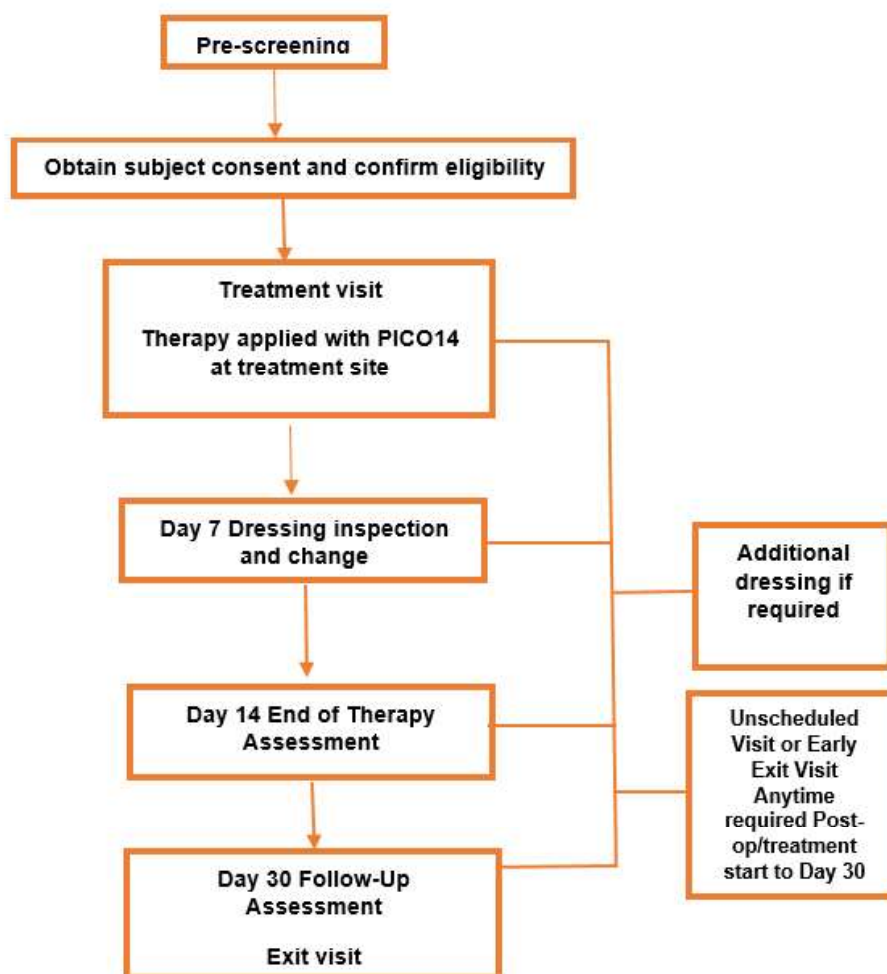 Pre-screening
Obtain subject consent and confirm eligibility
Treatment visit
Therapy applied with PICO14
at treatment site
Day 7 Dressing inspection
and change
Day 14 End of Therapy
Assessment
Day 30 Follow-Up
Assessment
Exit visit
Additional
dressing if
required
Unscheduled
Visit or Early
Exit Visit
Anytime
required Post-
op/treatment
start to Day 30